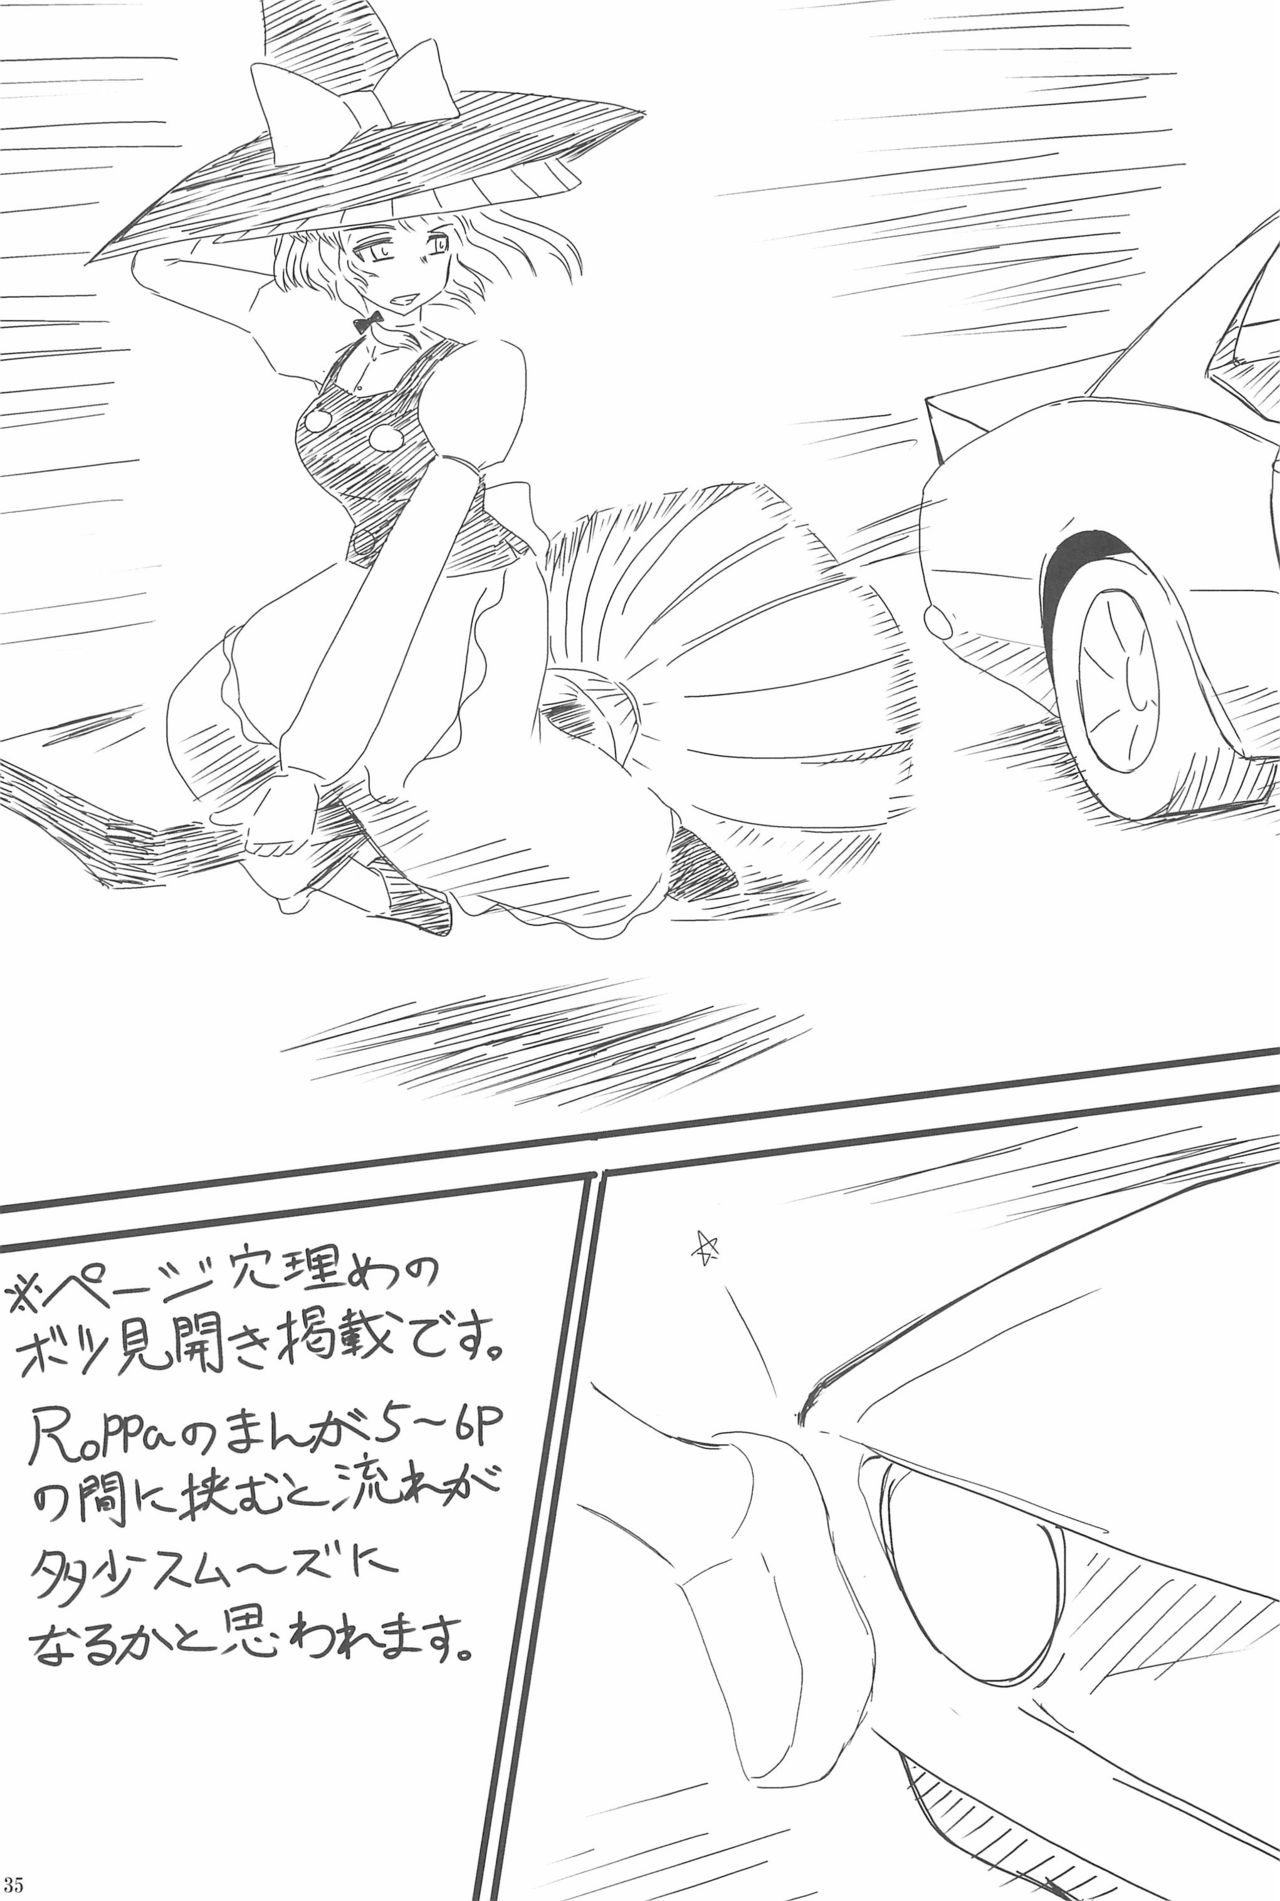 ※ページ穴埋めの
ボツ見開き掲載です。
Roppaのまんが5～6P
の間に挟むと流れが
多少スム～ズに
なるかと思われます。
35